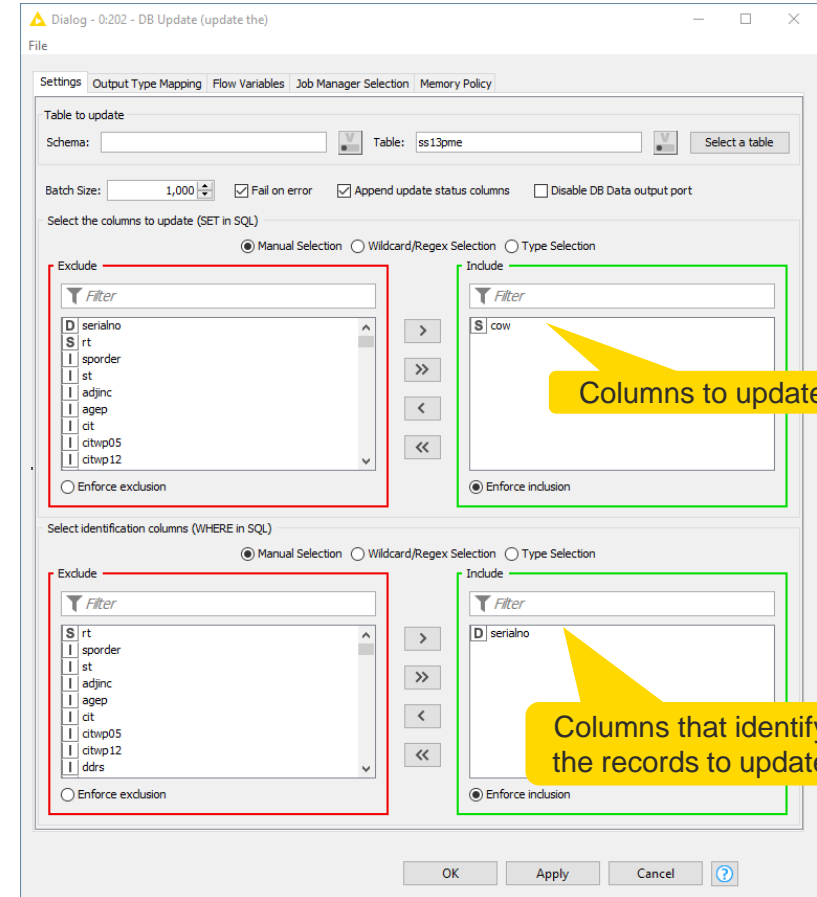 Dialog - 0:202 - DB Update (update the)
File
Settings Output Type Mapping Flow Variables Job Manager Selection Memory Policy
Table to update
Schema: V Table: ss13pme V Select a table
Batch Size: 1,000 Fail on error Append update status columns Disable DB Data output port
Select the columns to update (SET in SQL)
Manual Selection Wildcard/Regex Selection Type Selection
Exclude Include
Filter Filter
D serialno > S cow
S rt
I sporder
I st >>
I adjinc Columns to update
I agep <
I cit
I citwp05 <<
I citwp12
Enforce exclusion Enforce inclusion
Select identification columns (WHERE in SQL)
Manual Selection Wildcard/Regex Selection Type Selection
Exclude Include
Filter Filter
S rt > D serialno
I sporder
I st >>
I adjinc
I agep <
I cit Columns that identify
I citwp05 the records to update
I citwp12 <<
I ddrs
Enforce exclusion Enforce inclusion
OK Apply Cancel ?